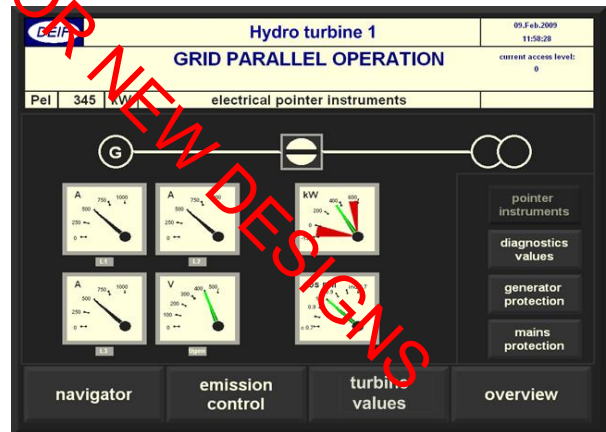 DEIF
Hydro turbine 1
09.Feb.2009
11:58:28
GRID PARALLEL OPERATION
current access level:
0
Pel 345 kW electrical pointer instruments
G
A 250 500 750 1000 0
L1
A 250 500 750 1000 0
L2
kW 200 400 600 0
A 250 500 750 1000 0
L3
V 100 200 300 400 500 0
pointer
instruments
diagnostics
values
generator
protection
mains
protection
navigator
emission
control
turbine
values
overview
OR NEW DESIGNS